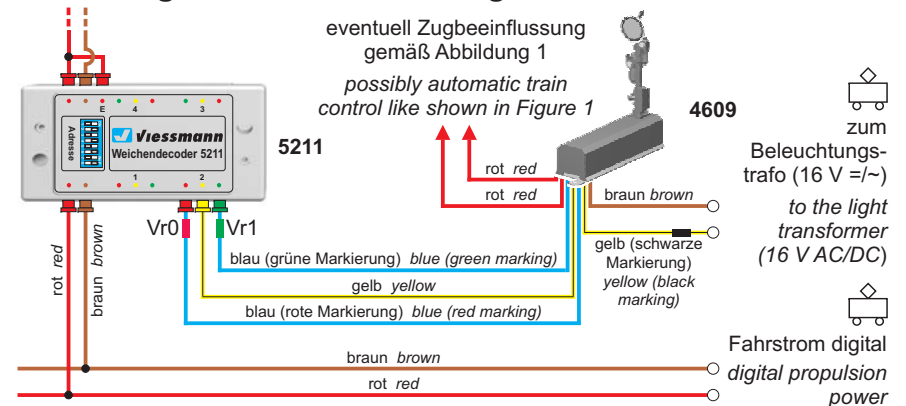 eventuell Zugbeeinflussung
gemäß Abbildung 1
possibly automatic train
control like shown in Figure 1
4609
E 4 3
Adresse
Viessmann
Weichendecoder 5211
1 2
5211
zum
Beleuchtungs-
trafo (16 V =/~)
to the light
transformer
(16 V AC/DC)
rot red
rot red
braun brown
Vr0 Vr1
gelb (schwarze
Markierung)
yellow (black
marking)
blau (grüne Markierung) blue (green marking)
gelb yellow
blau (rote Markierung) blue (red marking)
rot red
braun brown
braun brown
rot red
Fahrstrom digital
digital propulsion
power